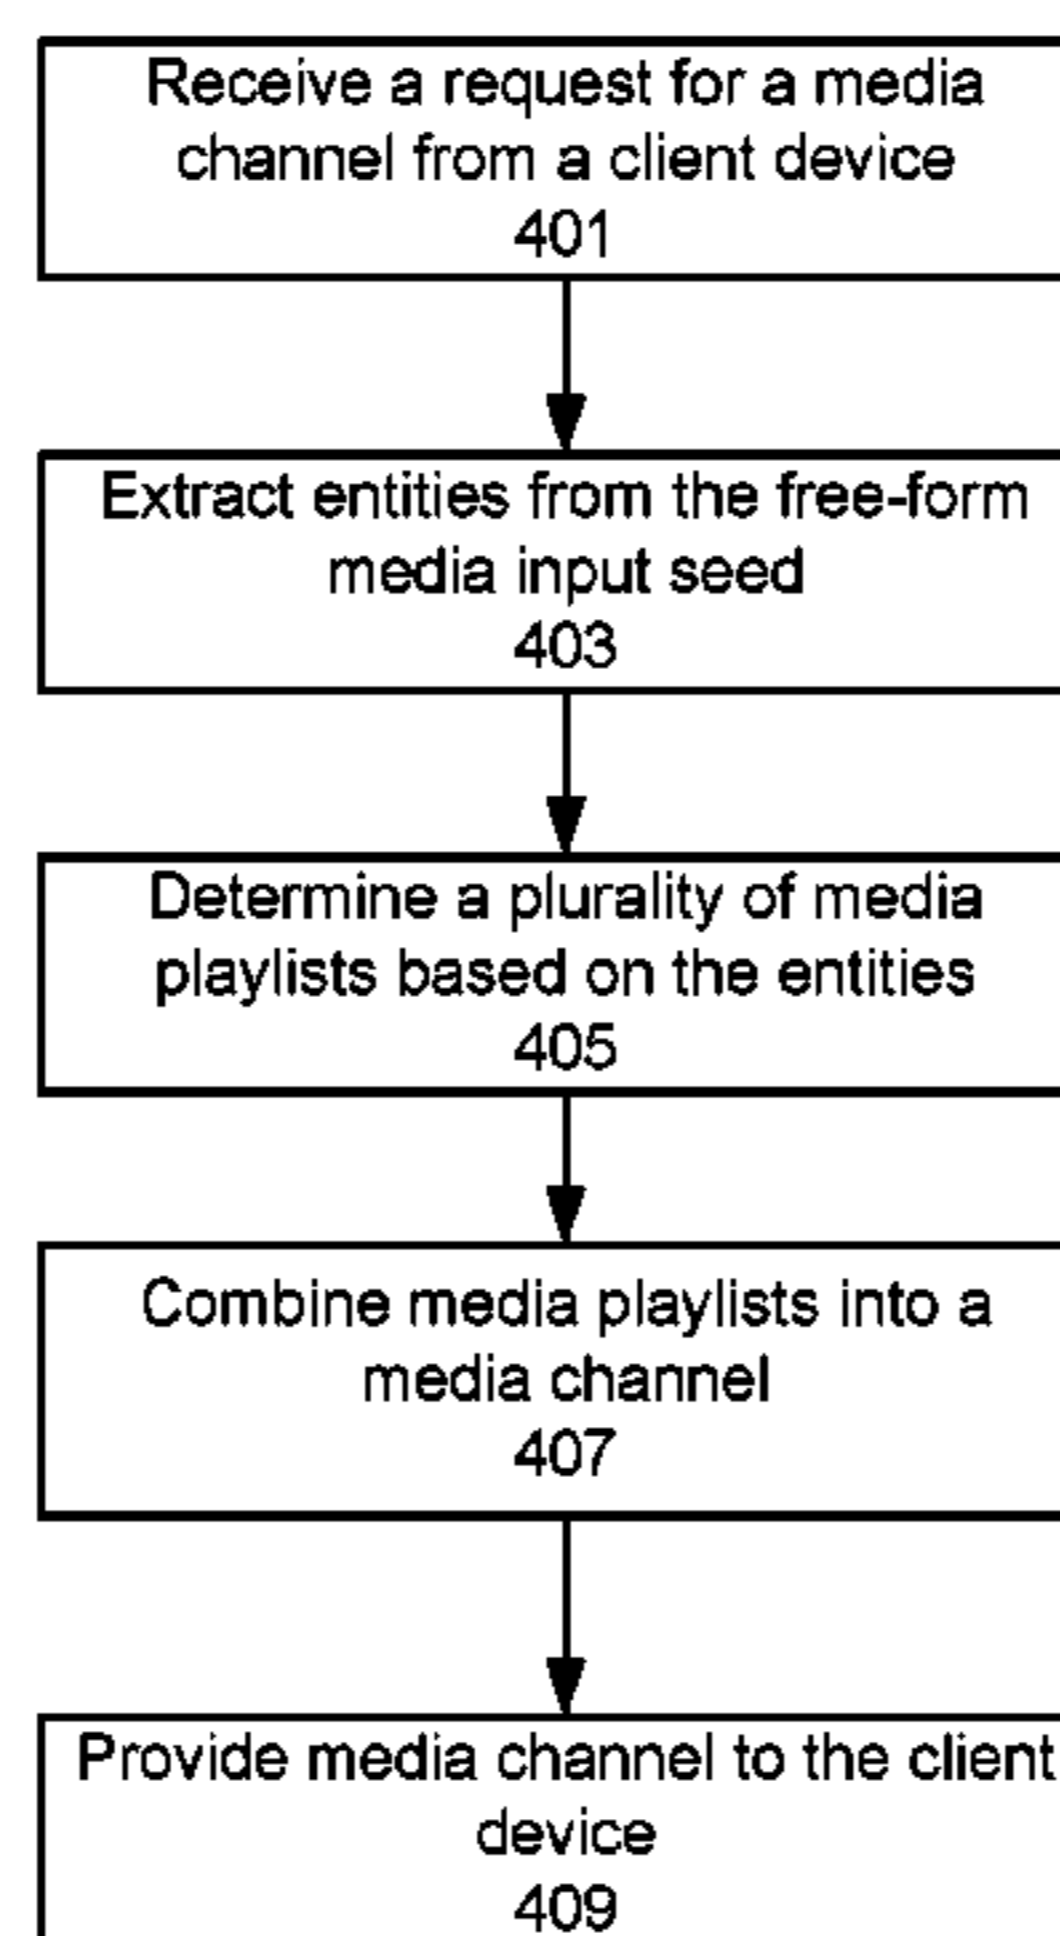 Receive a request for a media
channel from a client device
401
Extract entities from the free-form
media input seed
403
Determine a plurality of media
playlists based on the entities
405
Combine media playlists into a
media channel
407
Provide media channel to the client
device
409